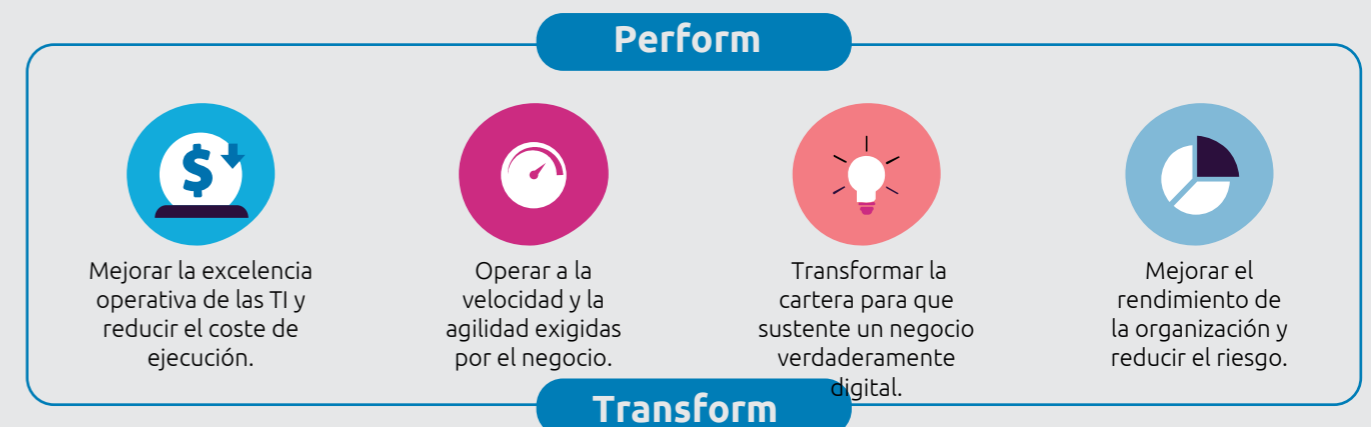 Perform
$
Mejorar la excelencia
operativa de las TI y
reducir el coste de
ejecución.
Operar a la
velocidad y la
agilidad exigidas
por el negocio.
Transformar la
cartera para que
sustente un negocio
verdaderamente
digital.
Mejorar el
rendimiento de
la organización y
reducir el riesgo.
Transform